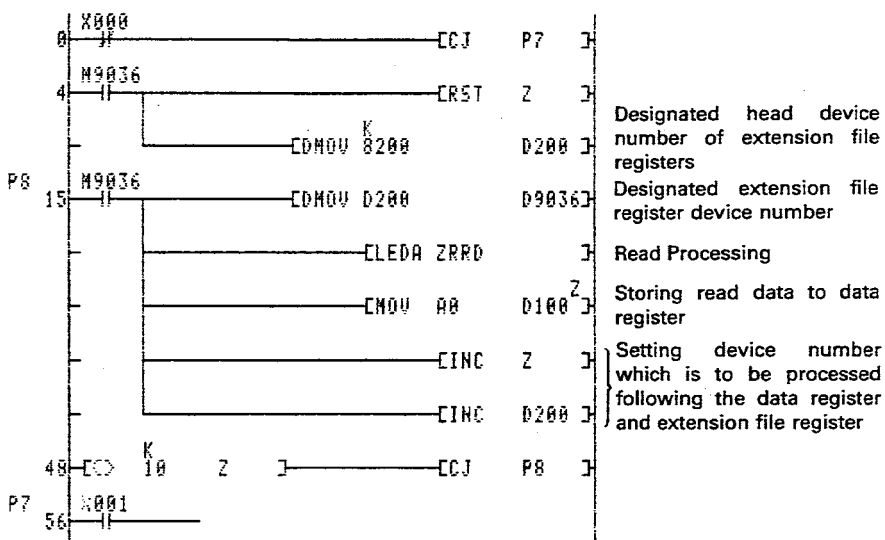 X000
0 CJ P7
M9036
4 RST Z
K
DMOV 8200 D200
Designated head device
number of extension file
registers
P8 M9036
15 DMOV D200 D9036
Designated extension file
register device number
LEDA ZRRD
Read Processing
Z
MOV A0 D100
Storing read data to data
register
INC Z
INC D200
Setting device number
which is to be processed
following the data register
and extension file register
K
48 <> 10 Z CJ P8
P7 X001
56